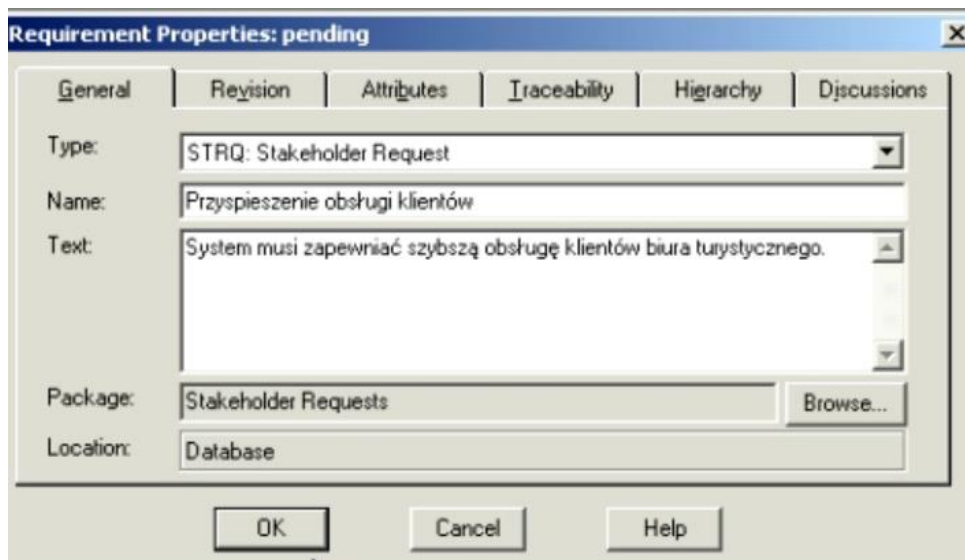 Requirement Properties: pending
General Revision Attributes Traceability Hierarchy Discussions
Type: STRQ: Stakeholder Request
Name: Przyspieszenie obsługi klientów
Text: System musi zapewniać szybszą obsługę klientów biura turystycznego.
Package: Stakeholder Requests Browse...
Location: Database
OK Cancel Help